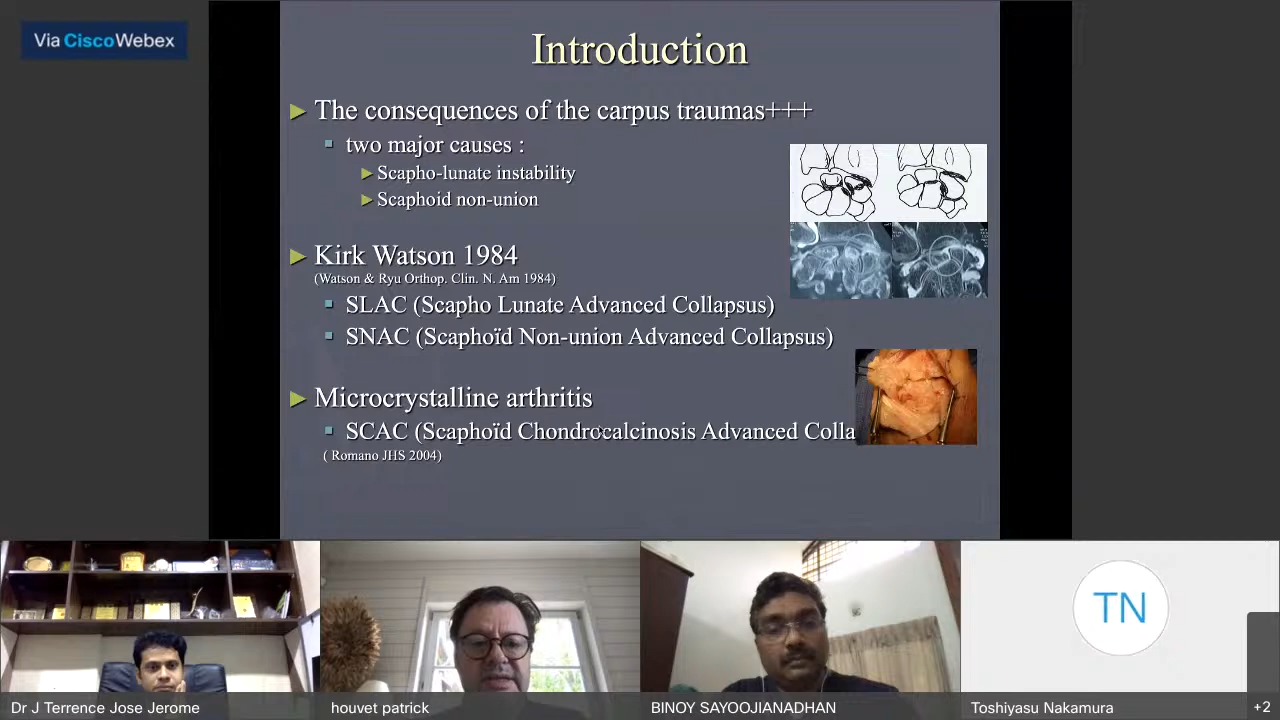 Via CiscoWebex
Introduction
The consequences of the carpus traumas+++
two major causes :
Scapho-lunate instability
Scaphoid non-union
Kirk Watson 1984
(Watson & Ryu Orthop. Clin. N. Am 1984)
SLAC (Scapho Lunate Advanced Collapsus)
SNAC (Scaphoïd Non-union Advanced Collapsus)
Microcrystalline arthritis
SCAC (Scaphoïd Chondrocalcinosis Advanced Colla
( Romano JHS 2004)
TN
Dr J Terrence Jose Jerome
houvet patrick
BINOY SAYOOJIANADHAN
Toshiyasu Nakamura
+2